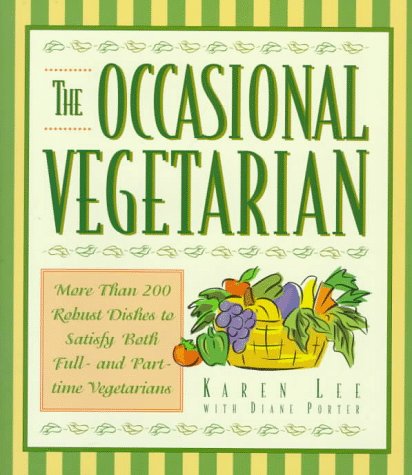 THE OCCASIONAL
VEGETARIAN
More Than 200
Robust Dishes to
Satisfy Both
Full- and Part-
time Vegetarians
KAREN LEE
WITH DIANE PORTER